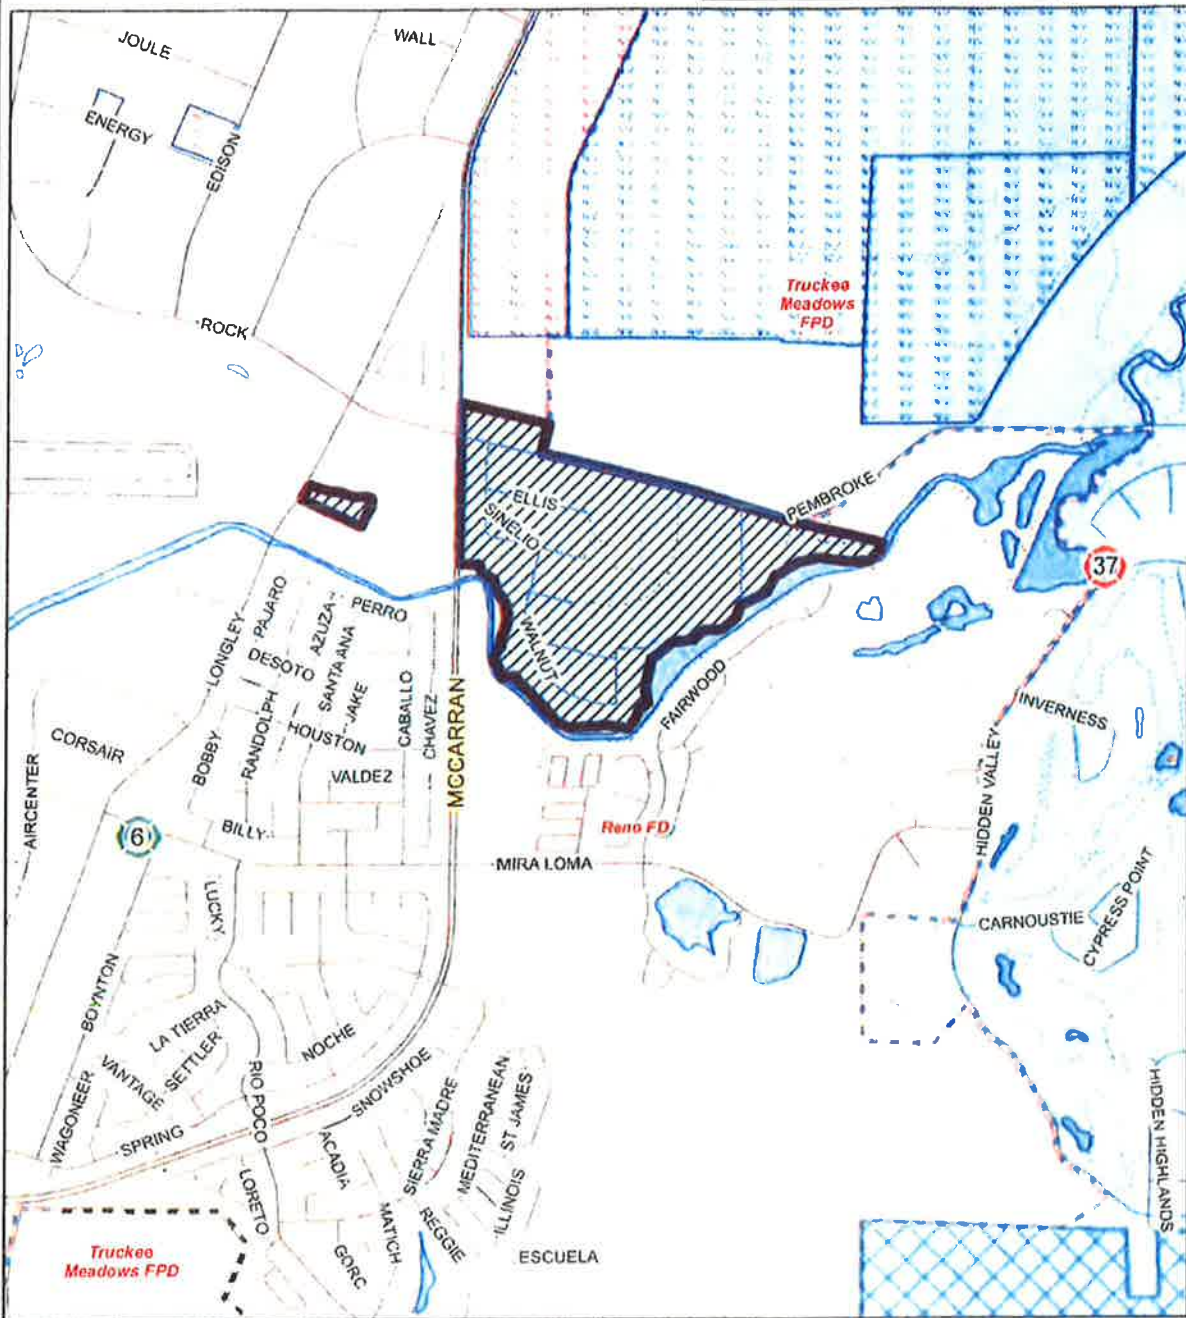 JOULE
WALL
ENERGY
EDISON
Truckee
Meadows
FPD
ROCK
PEMBROKE
ELLIS
SINELIO
37
PAJARO
AZUZA
PERRO
WALNUT
LONGLEY
DESOTO
SANTA ANA
JAKE
CABALLO
CHAVEZ
MCCARRAN
FAIRWOOD
INVERNESS
CORSAIR
BOBBY
RANDOLPH
HOUSTON
VALDEZ
HIDDEN VALLEY
AIRCENTER
6
BILLY
Reno FD
MIRA LOMA
LUCKY
CARNOUSTIE
CYPRESS POINT
BOYNTON
LA TIERRA
SETTLER
VANTAGE
NOCHE
RIO POCO
SNOWSHOE
WAGONEER
SPRING
ACADIA
SIERRA MADRE
MEDITERRANEAN
ST JAMES
ILLINOIS
HIDDEN HIGHLANDS
LORETO
MATICH
REGGIE
GORC
ESCUELA
Truckee
Meadows FPD